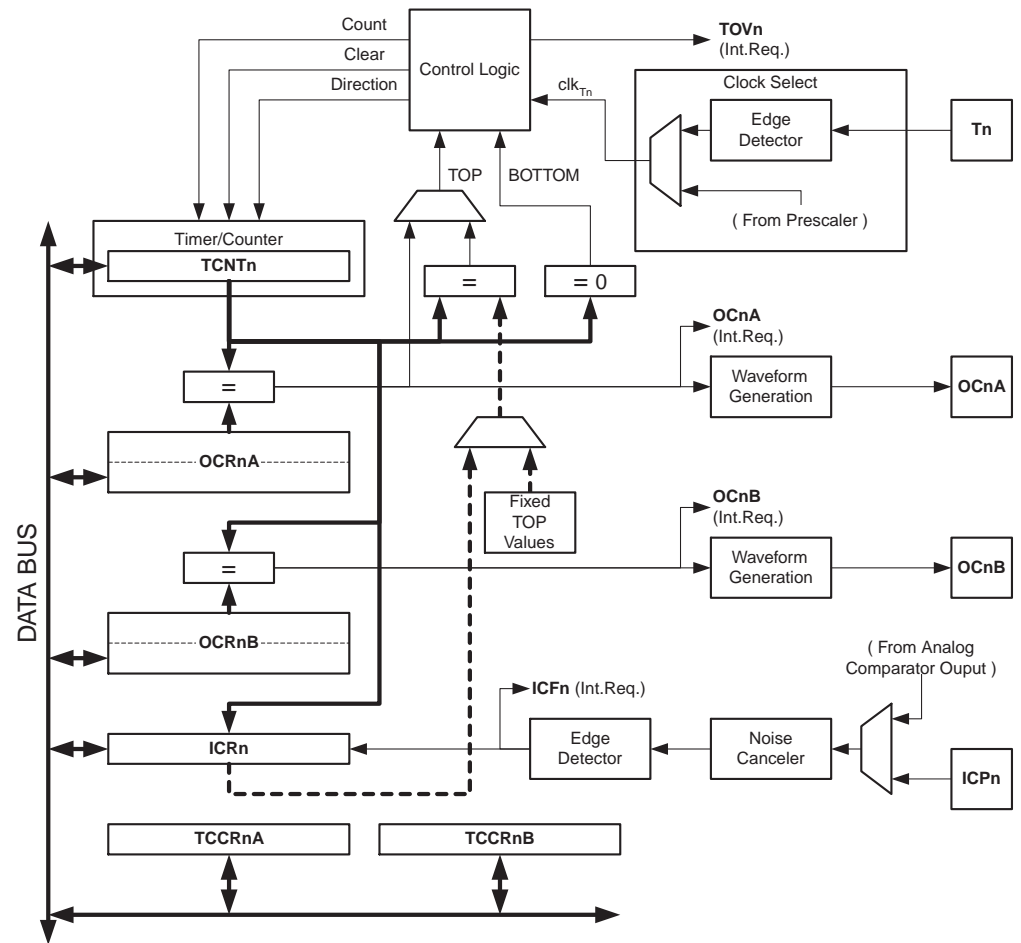 Count
Clear
Direction
Control Logic
TOVn
(Int.Req.)
clkTn
Clock Select
Edge
Detector
Tn
( From Prescaler )
TOP
BOTTOM
Timer/Counter
TCNTn
=
= 0
OCnA
(Int.Req.)
=
Waveform
Generation
OCnA
OCRnA
Fixed
TOP
Values
OCnB
(Int.Req.)
=
Waveform
Generation
OCnB
OCRnB
DATA BUS
( From Analog
Comparator Ouput )
ICFn (Int.Req.)
ICRn
Edge
Detector
Noise
Canceler
ICPn
TCCRnA
TCCRnB